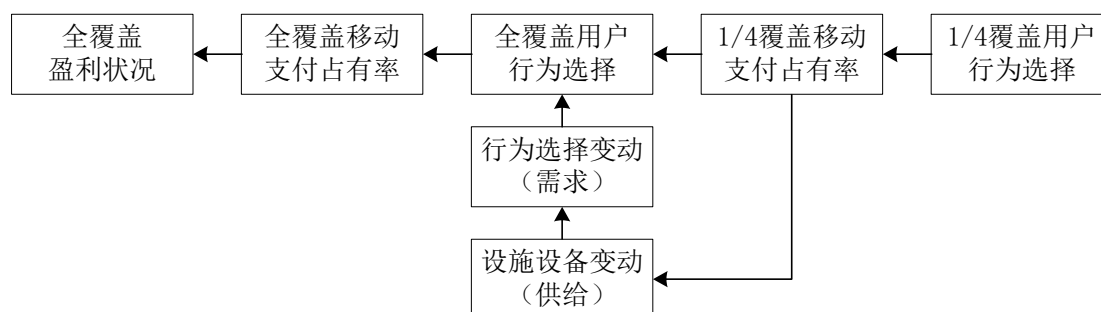 全覆盖
盈利状况
全覆盖移动
支付占有率
全覆盖用户
行为选择
1/4覆盖移动
支付占有率
1/4覆盖用户
行为选择
行为选择变动
（需求）
设施设备变动
（供给）